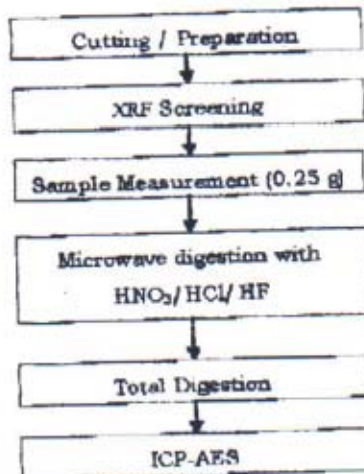 Cutting / Preparation
XRF Screening
Sample Measurement (0.25 g)
Microwave digestion with
HNO₃/HCl/HF
Total Digestion
ICP-AES